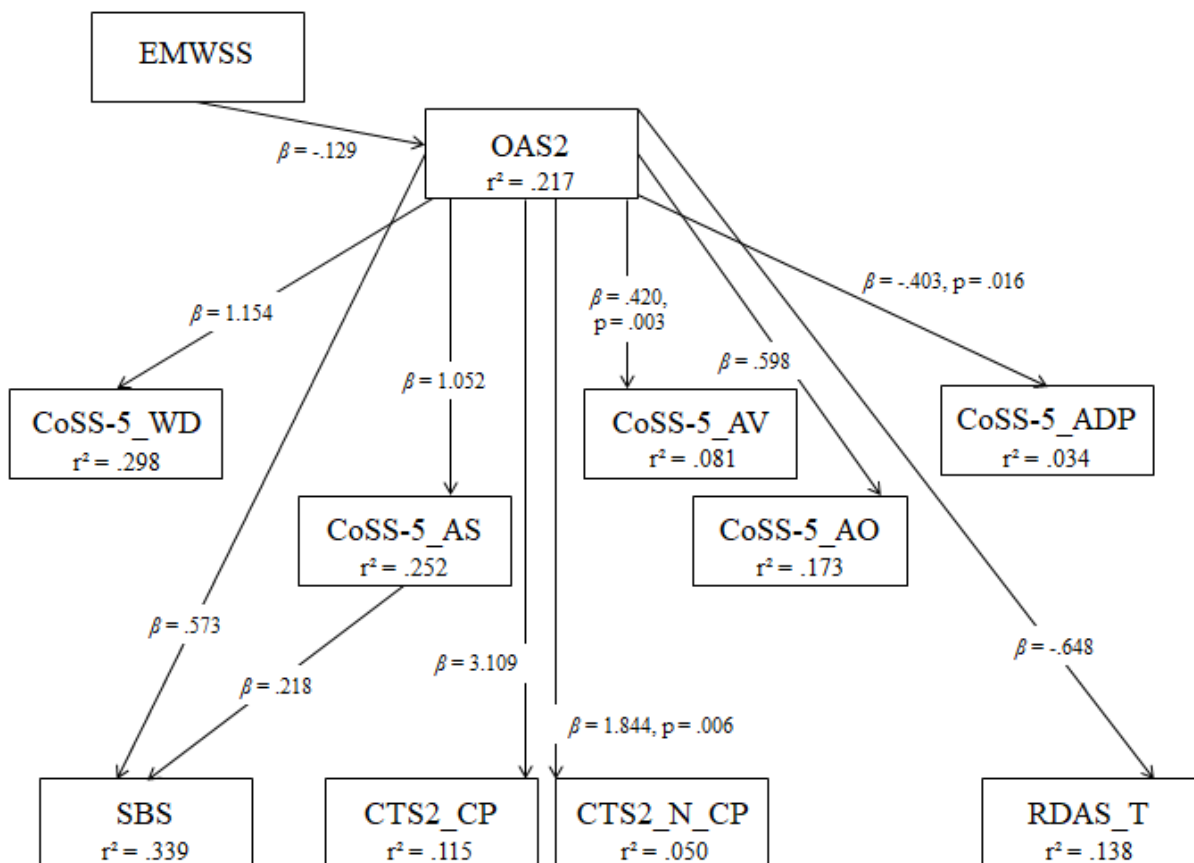 EMWSS
β = -.129
OAS2
r² = .217
β = 1.154
β = 1.052
β = .420,
p = .003
β = .598
β = -.403, p = .016
CoSS-5_WD
r² = .298
CoSS-5_AV
r² = .081
CoSS-5_ADP
r² = .034
CoSS-5_AS
r² = .252
CoSS-5_AO
r² = .173
β = .573
β = .218
β = 3.109
β = 1.844, p = .006
β = -.648
SBS
r² = .339
CTS2_CP
r² = .115
CTS2_N_CP
r² = .050
RDAS_T
r² = .138